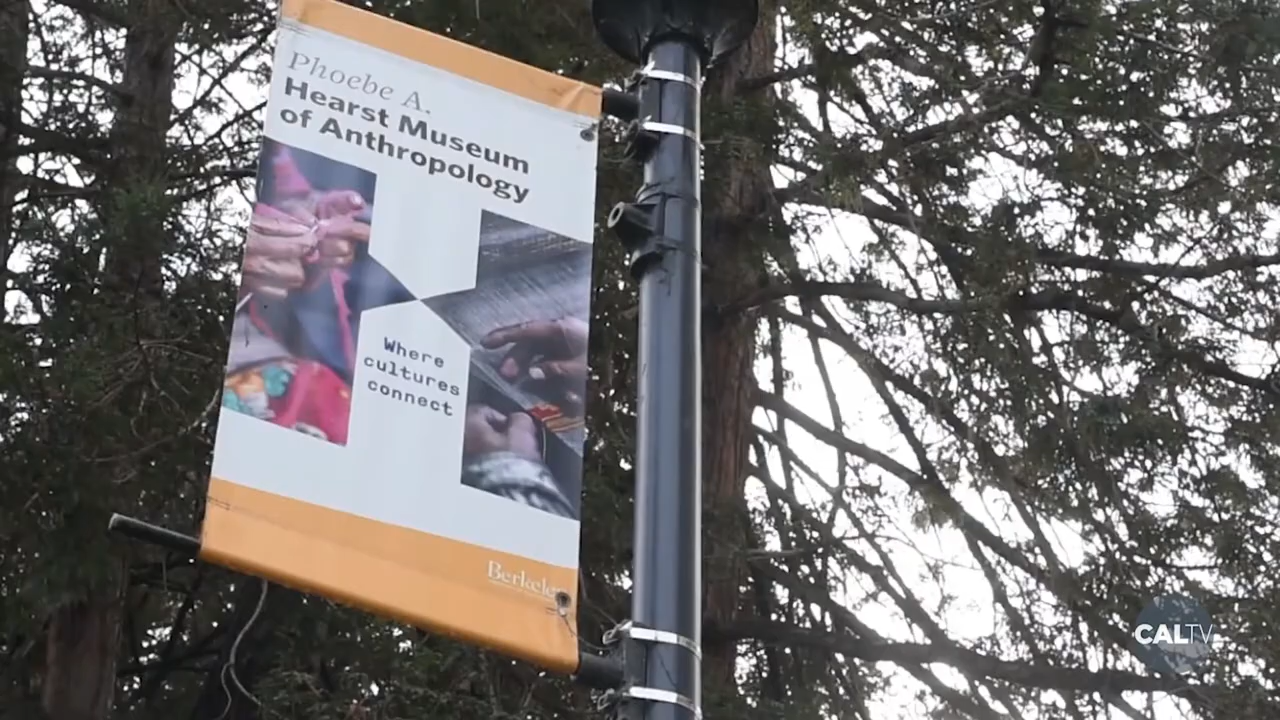 Phoebe A.
Hearst Museum
of Anthropology
Where
cultures
connect
Berkeley
CALTV